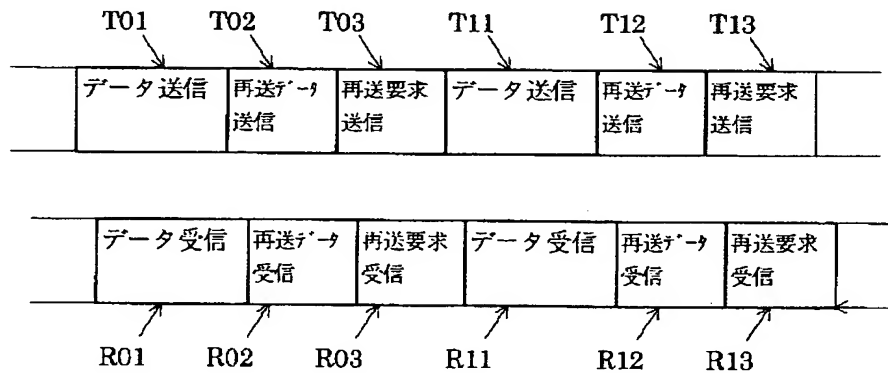 T01 T02 T03 T11 T12 T13
データ送信 再送データ 再送要求 データ送信 再送データ 再送要求
送信 送信 送信 送信
データ受信 再送データ 再送要求 データ受信 再送データ 再送要求
受信 受信 受信 受信
R01 R02 R03 R11 R12 R13